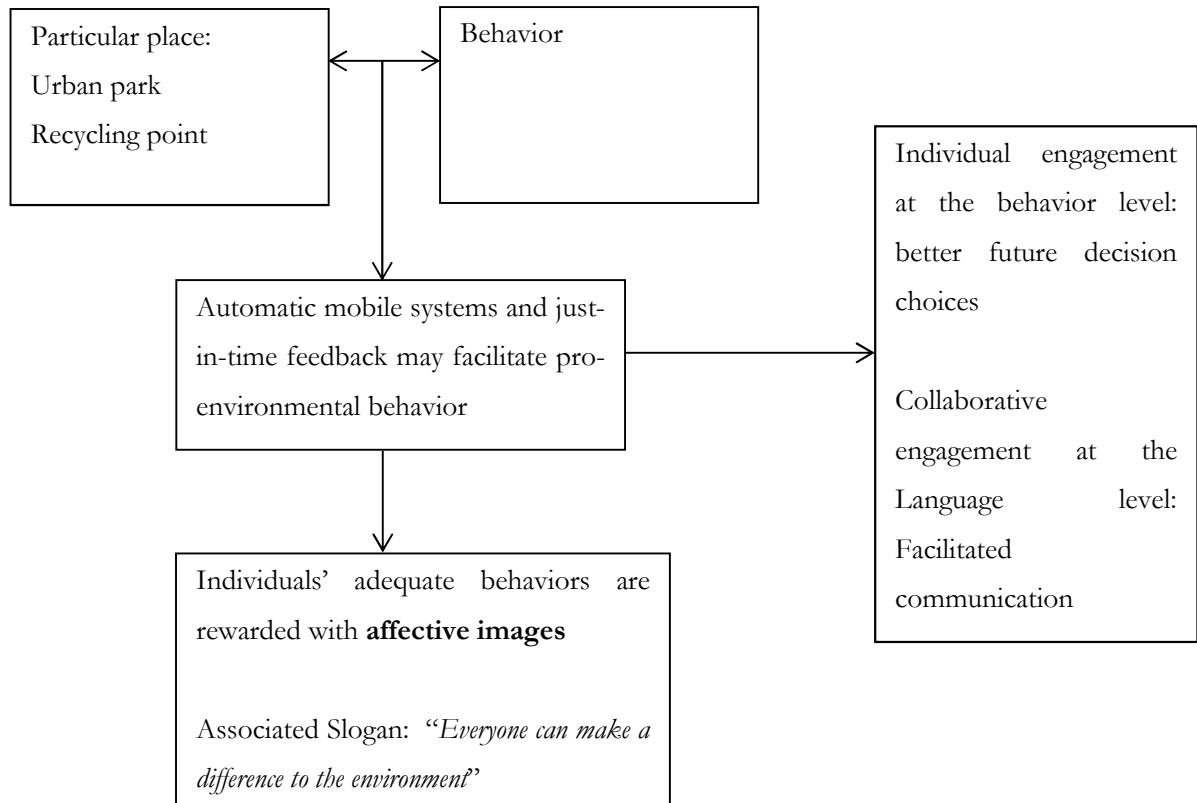 Particular place:
Urban park
Recycling point
Behavior
Automatic mobile systems and just-
in-time feedback may facilitate pro-
environmental behavior
Individual engagement
at the behavior level:
better future decision
choices
Collaborative
engagement at the
Language level:
Facilitated
communication
Individuals’ adequate behaviors are
rewarded with affective images
Associated Slogan: “Everyone can make a
difference to the environment”